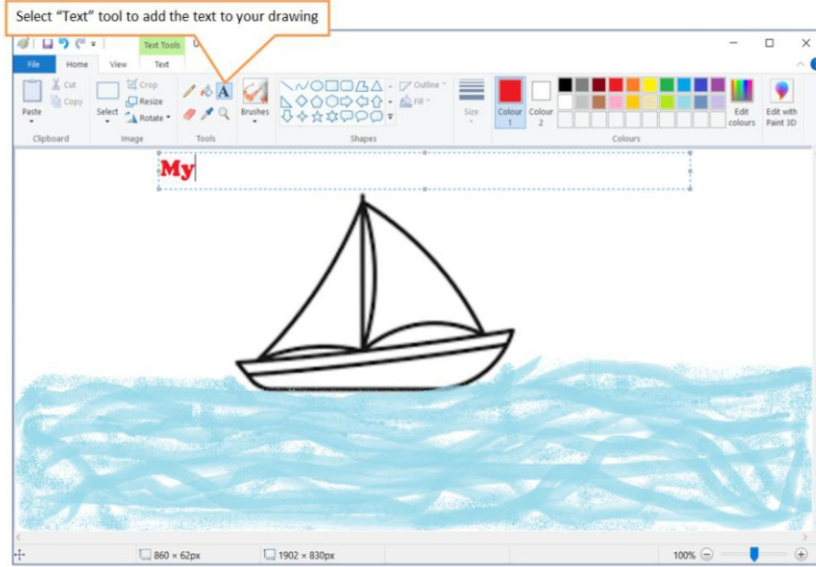 Select “Text” tool to add the text to your drawing
Text Tools
File Home View Text
Paste
Cut
Copy
Clipboard
Select
Crop
Resize
Rotate
Image
A
Tools
Brushes
Shapes
Outline
Fill
Size
Colour 1
Colour 2
Colours
Edit colours
Edit with Paint 3D
My
860 × 62px
1902 × 830px
100%